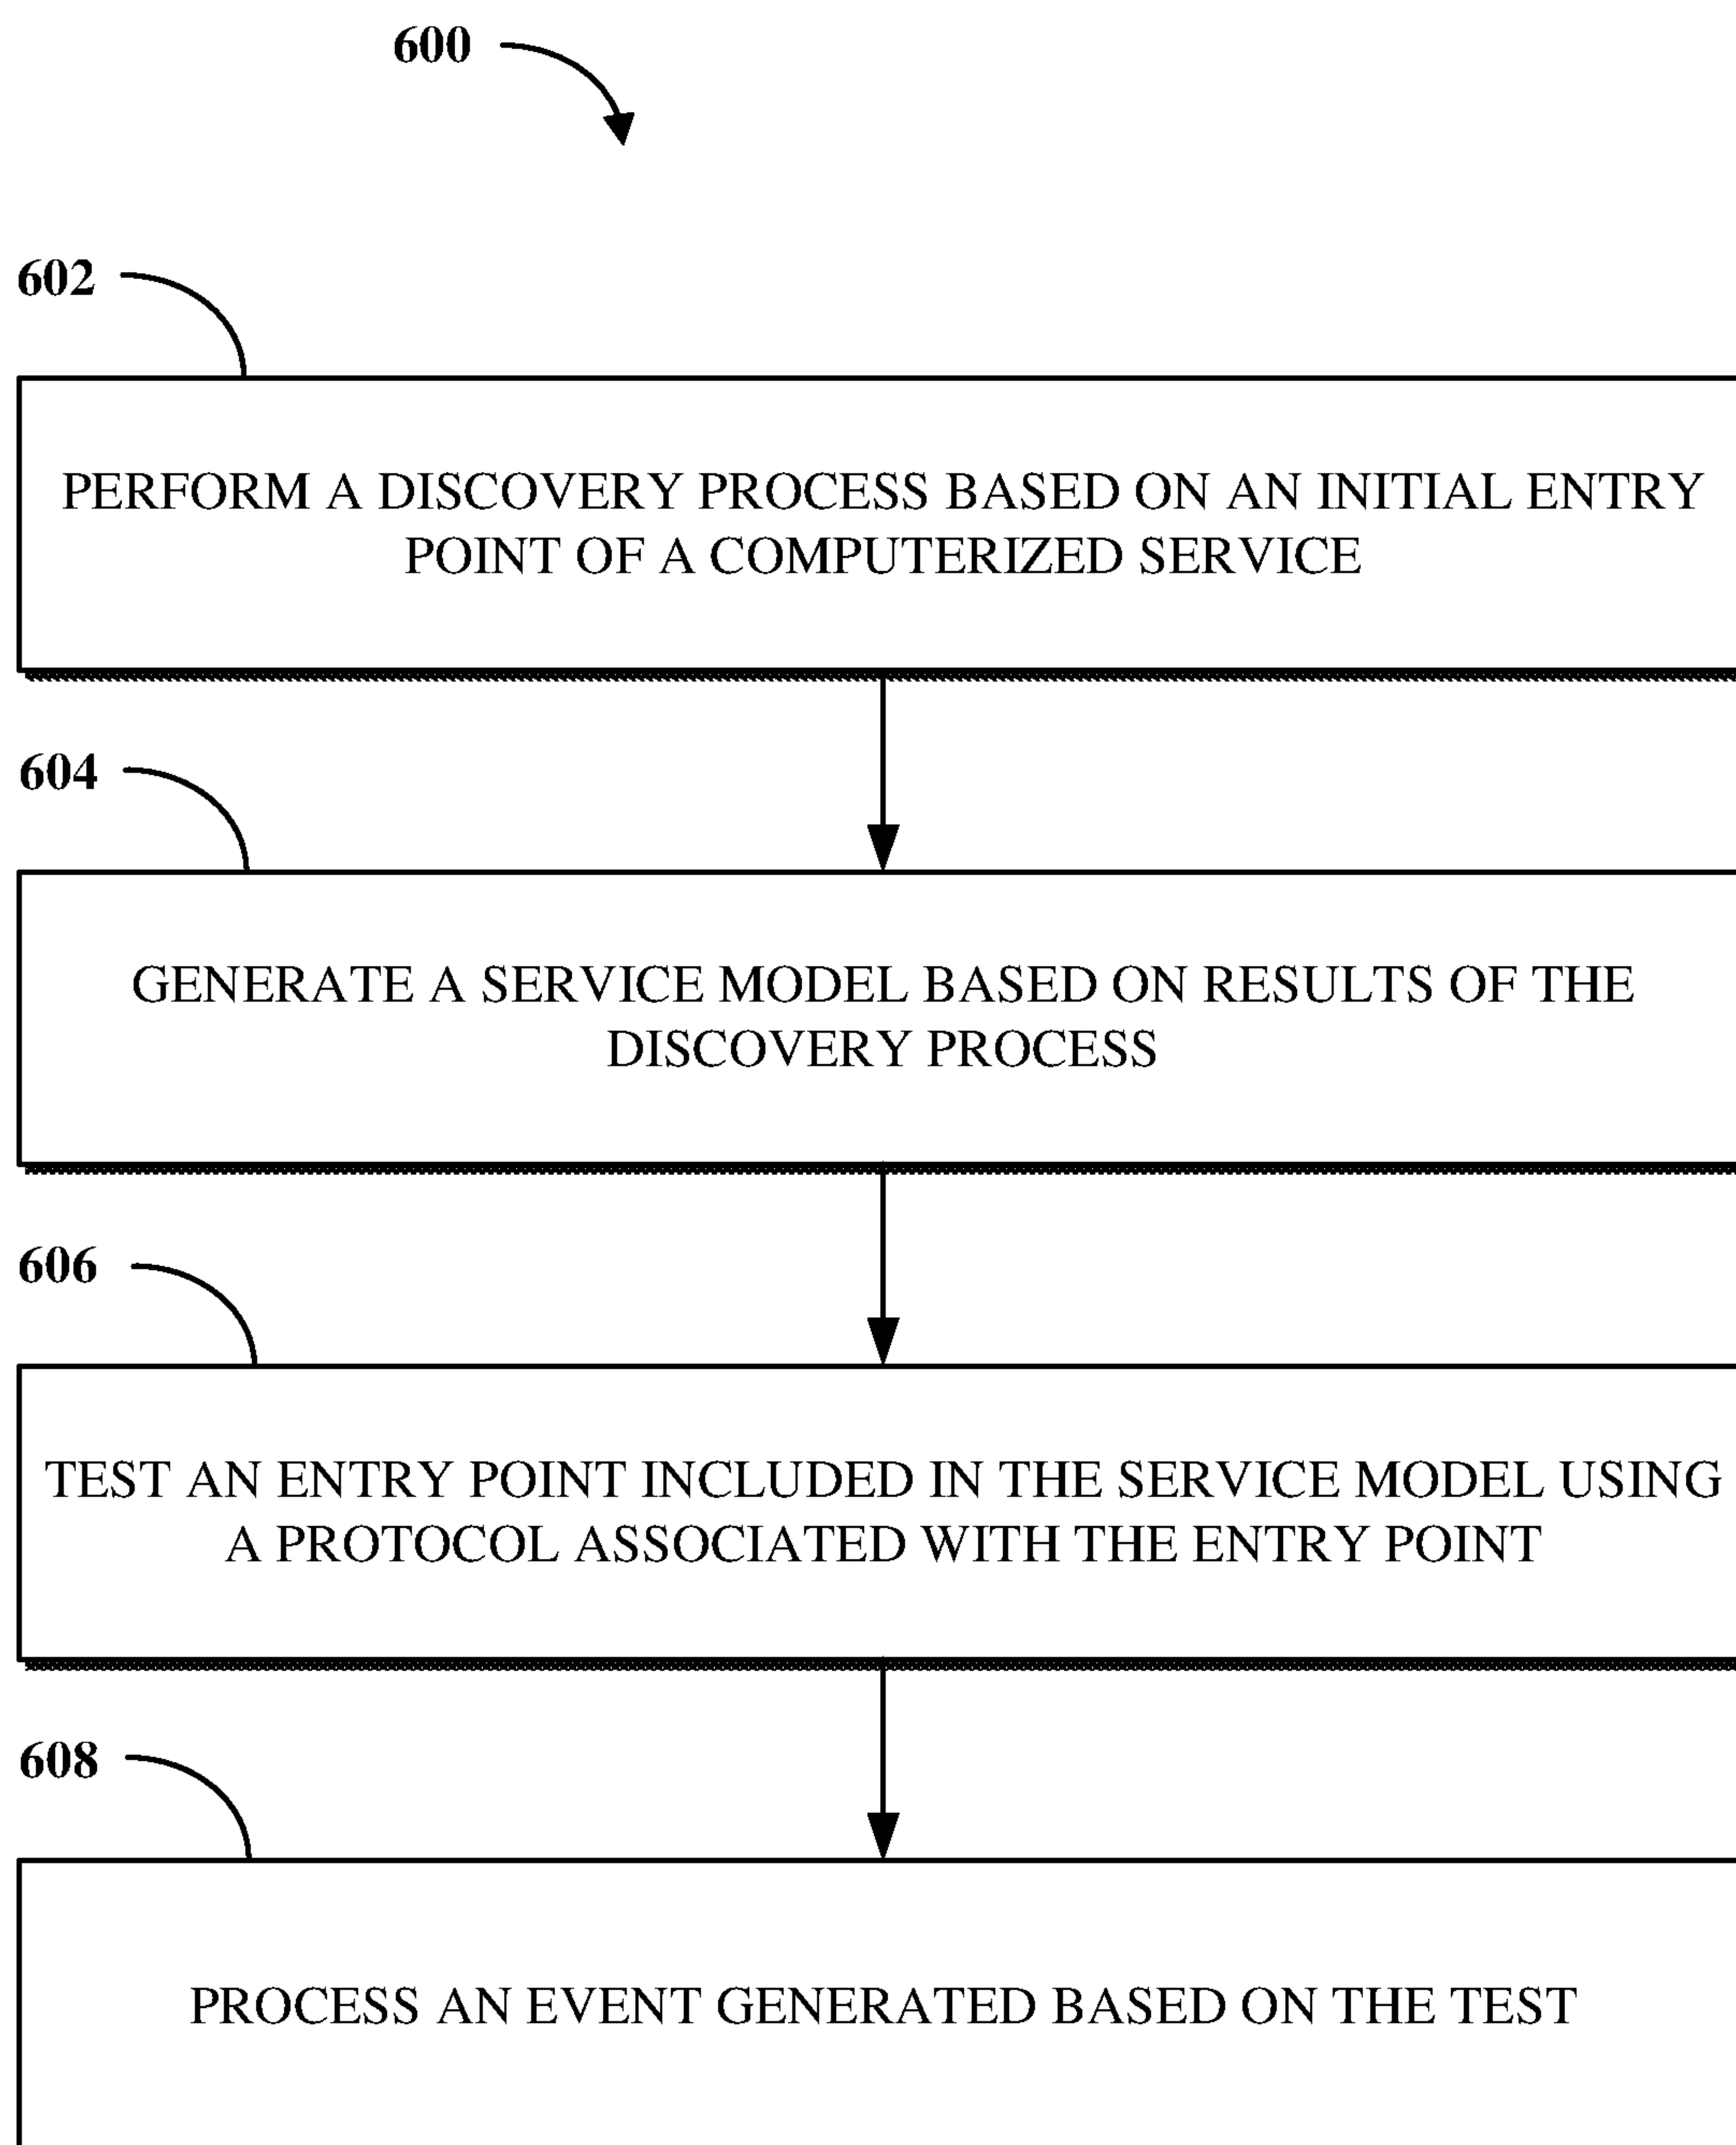 600
602
PERFORM A DISCOVERY PROCESS BASED ON AN INITIAL ENTRY
POINT OF A COMPUTERIZED SERVICE
604
GENERATE A SERVICE MODEL BASED ON RESULTS OF THE
DISCOVERY PROCESS
606
TEST AN ENTRY POINT INCLUDED IN THE SERVICE MODEL USING
A PROTOCOL ASSOCIATED WITH THE ENTRY POINT
608
PROCESS AN EVENT GENERATED BASED ON THE TEST